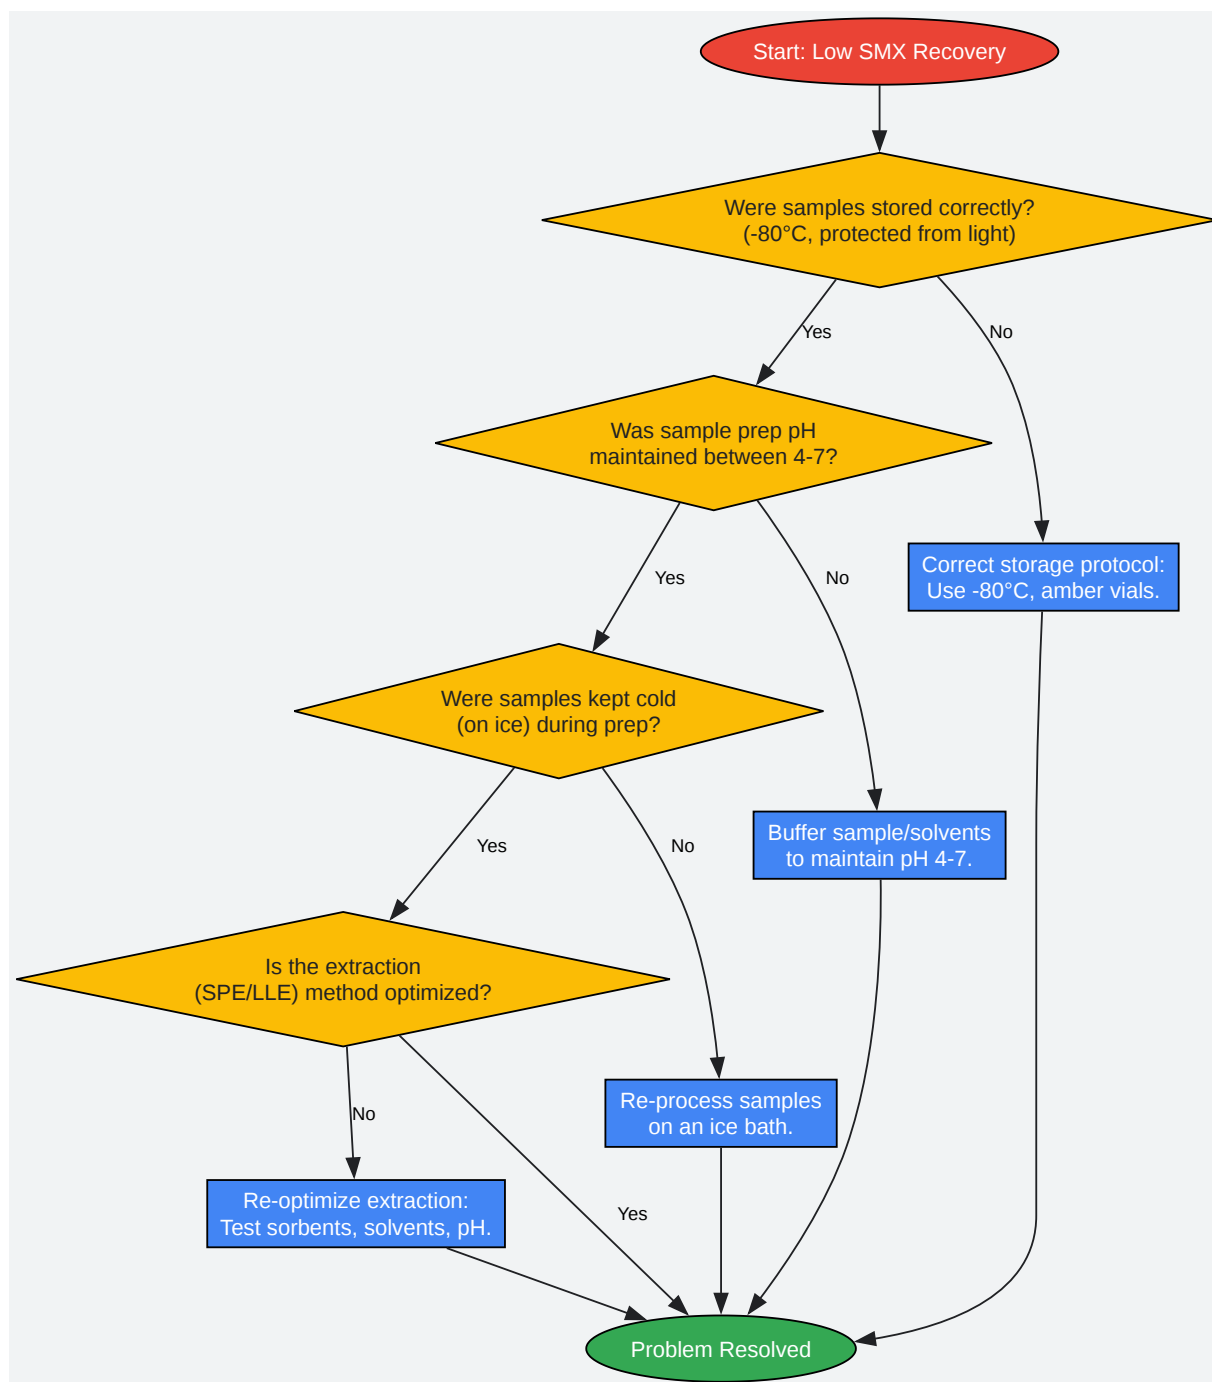 Start: Low SMX Recovery
Were samples stored correctly?
(-80°C, protected from light)
Yes
No
Was sample prep pH
maintained between 4-7?
Yes
No
Correct storage protocol:
Use -80°C, amber vials.
Were samples kept cold
(on ice) during prep?
Yes
No
Buffer sample/solvents
to maintain pH 4-7.
Is the extraction
(SPE/LLE) method optimized?
No
Yes
Re-process samples
on an ice bath.
Re-optimize extraction:
Test sorbents, solvents, pH.
Problem Resolved